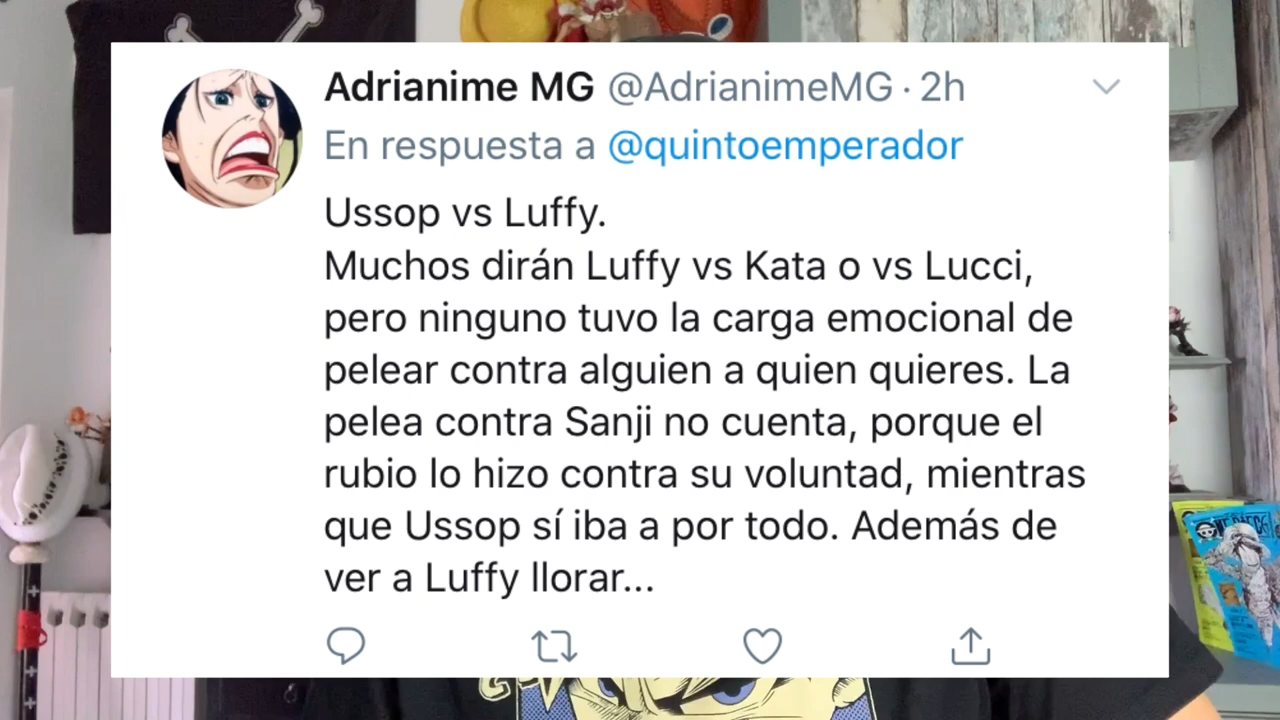 Adrianime MG @AdrianimeMG · 2h
En respuesta a @quintoemperador
Ussop vs Luffy.
Muchos dirán Luffy vs Kata o vs Lucci,
pero ninguno tuvo la carga emocional de
pelear contra alguien a quien quieres. La
pelea contra Sanji no cuenta, porque el
rubio lo hizo contra su voluntad, mientras
que Ussop sí iba a por todo. Además de
ver a Luffy llorar...